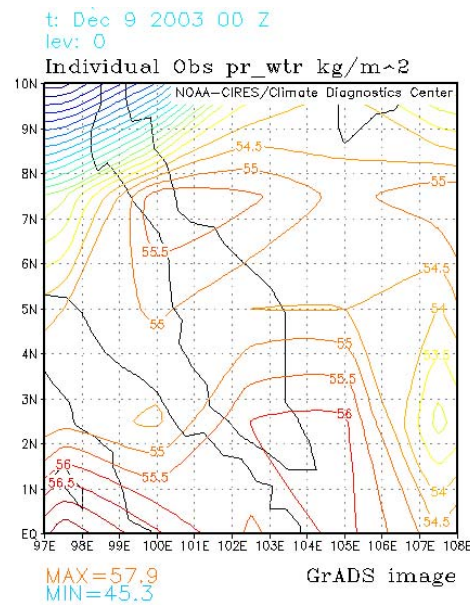 t: Dec 9 2003 00 Z
lev: 0
Individual Obs pr_wtr kg/m^2
NOAA-CIRES/Climate Diagnostics Center
10N
9N
8N
7N
6N
5N
4N
3N
2N
1N
EQ
54.5
55
55
55.5
54.5
55
54
55
53.5
55.5
56
55
55.5
56
56.5
54
54.5
97E 98E 99E 100E 101E 102E 103E 104E 105E 106E 107E 108E
MAX=57.9
MIN=45.3
GrADS image